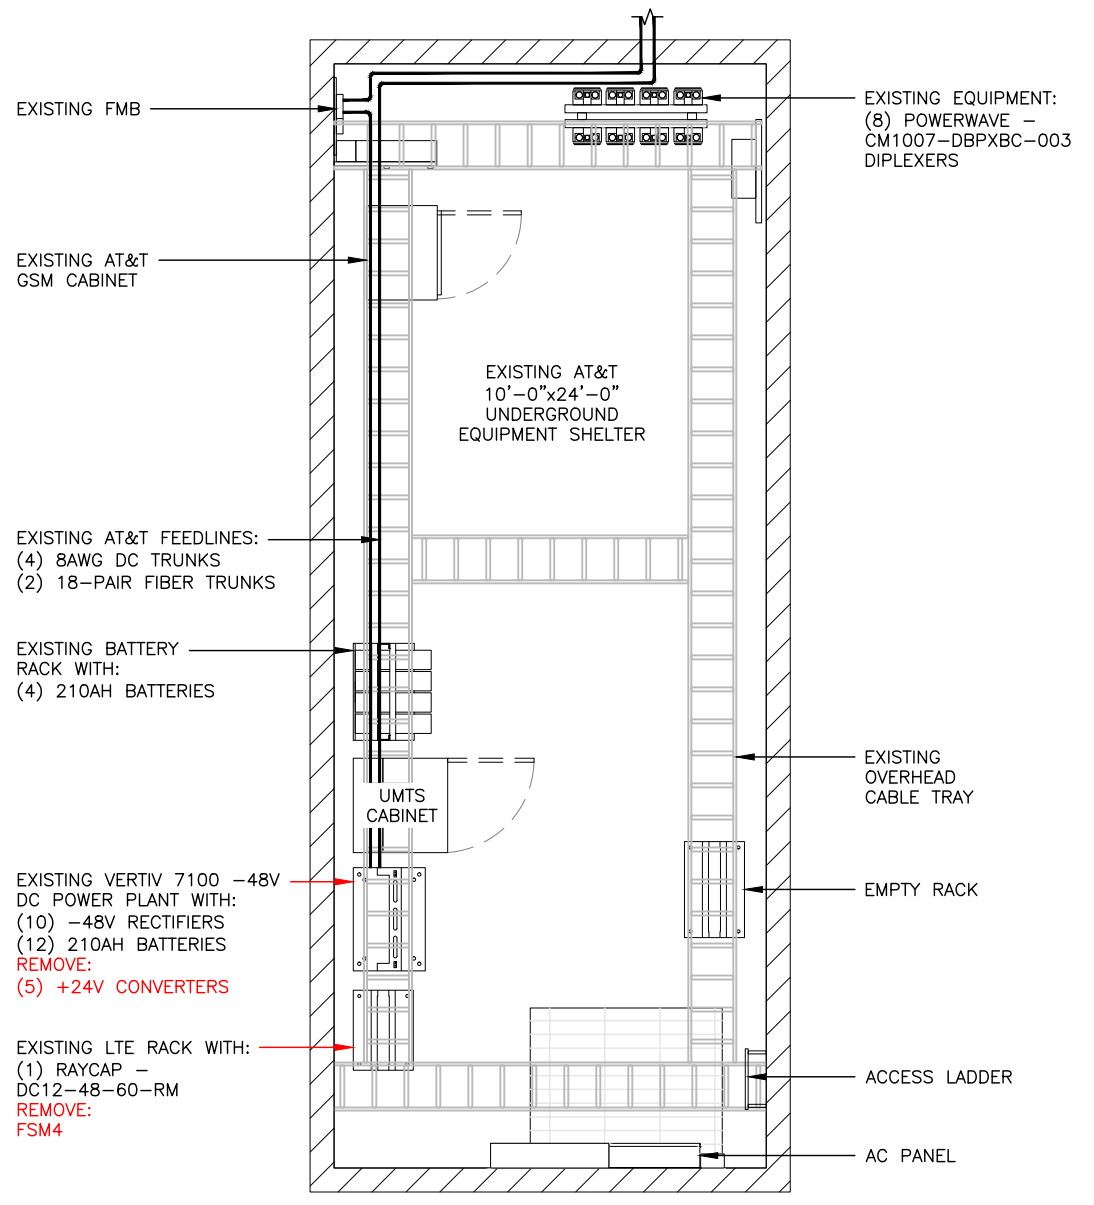 EXISTING FMB
EXISTING EQUIPMENT:
(8) POWERWAVE –
CM1007–DBPXBC–003
DIPLEXERS
EXISTING AT&T
GSM CABINET
EXISTING AT&T
10'–0"x24'–0"
UNDERGROUND
EQUIPMENT SHELTER
EXISTING AT&T FEEDLINES:
(4) 8AWG DC TRUNKS
(2) 18–PAIR FIBER TRUNKS
EXISTING BATTERY
RACK WITH:
(4) 210AH BATTERIES
EXISTING
OVERHEAD
CABLE TRAY
UMTS
CABINET
EXISTING VERTIV 7100 –48V
DC POWER PLANT WITH:
(10) –48V RECTIFIERS
(12) 210AH BATTERIES
REMOVE:
(5) +24V CONVERTERS
EMPTY RACK
EXISTING LTE RACK WITH:
(1) RAYCAP –
DC12–48–60–RM
REMOVE:
FSM4
ACCESS LADDER
AC PANEL